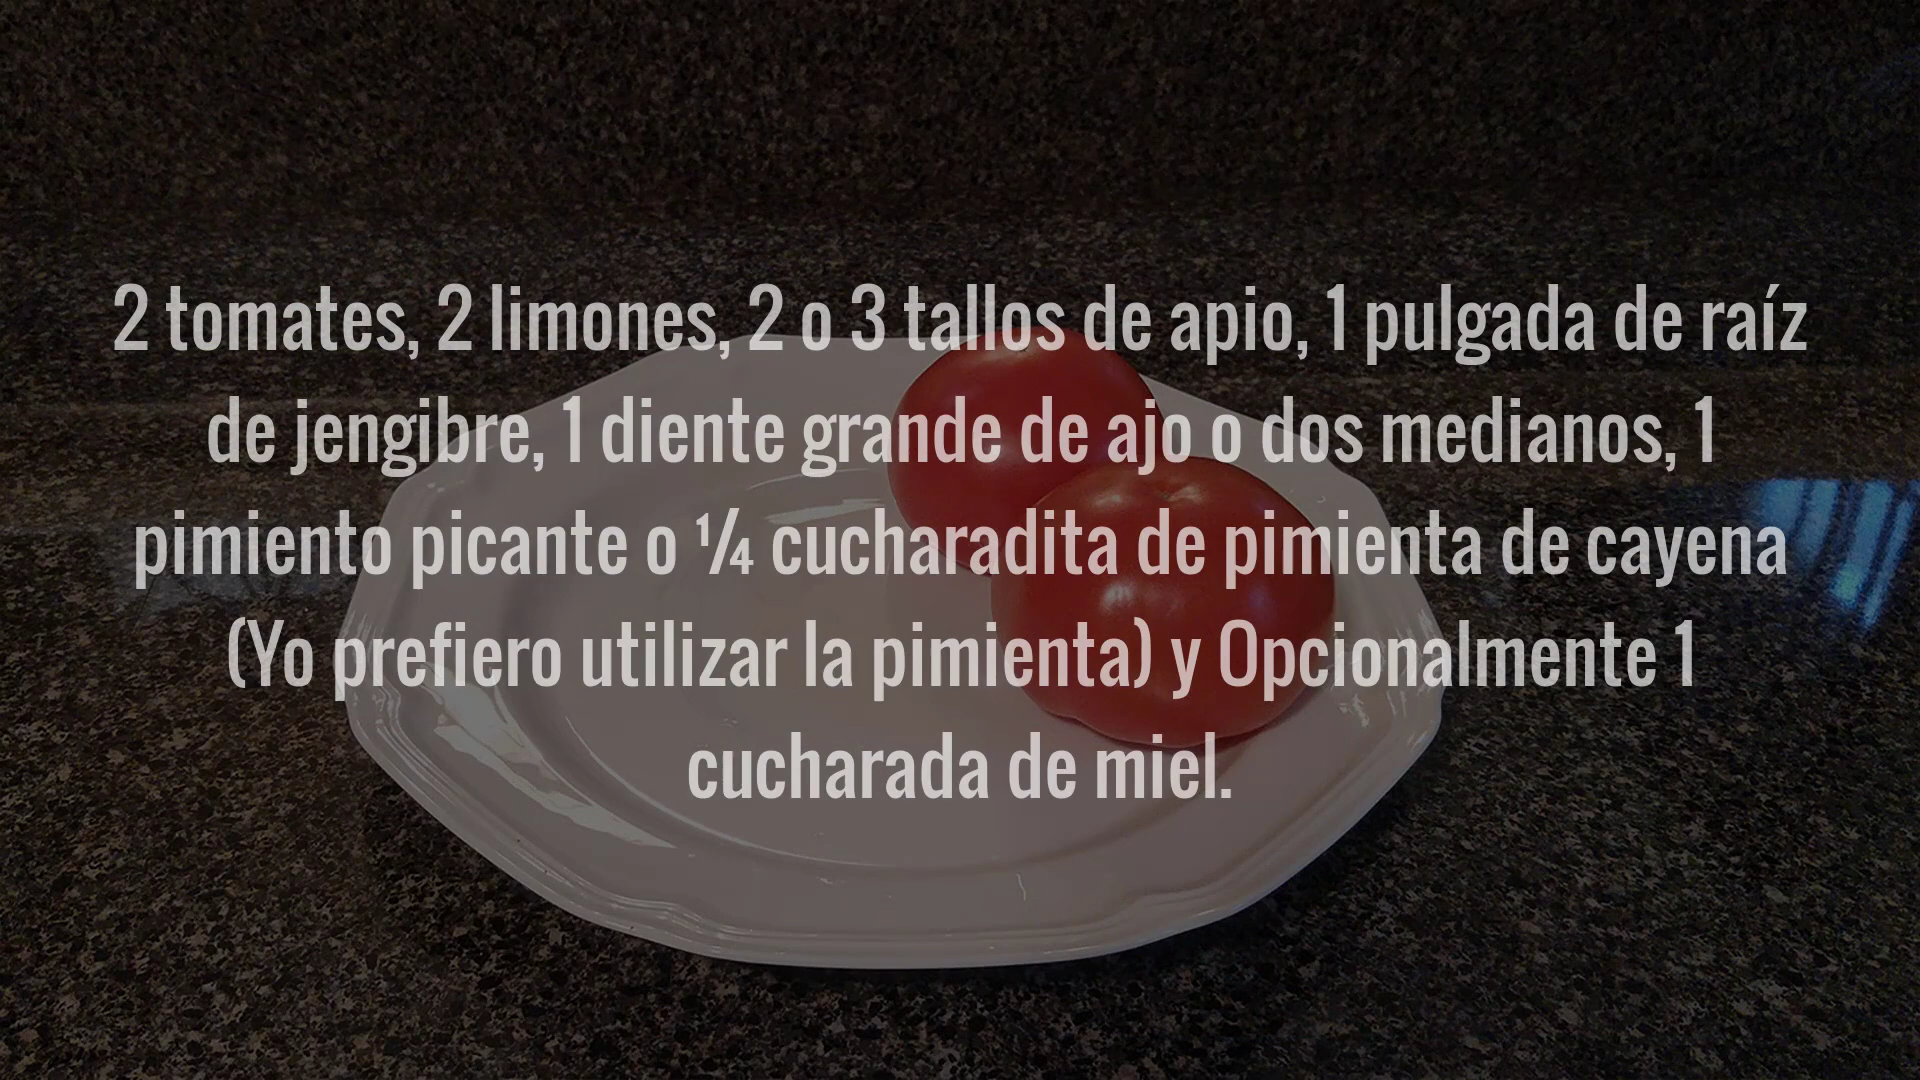 2 tomates, 2 limones, 2 o 3 tallos de apio, 1 pulgada de raíz
de jengibre, 1 diente grande de ajo o dos medianos, 1
pimiento picante o ¼ cucharadita de pimienta de cayena
(Yo prefiero utilizar la pimienta) y Opcionalmente 1
cucharada de miel.